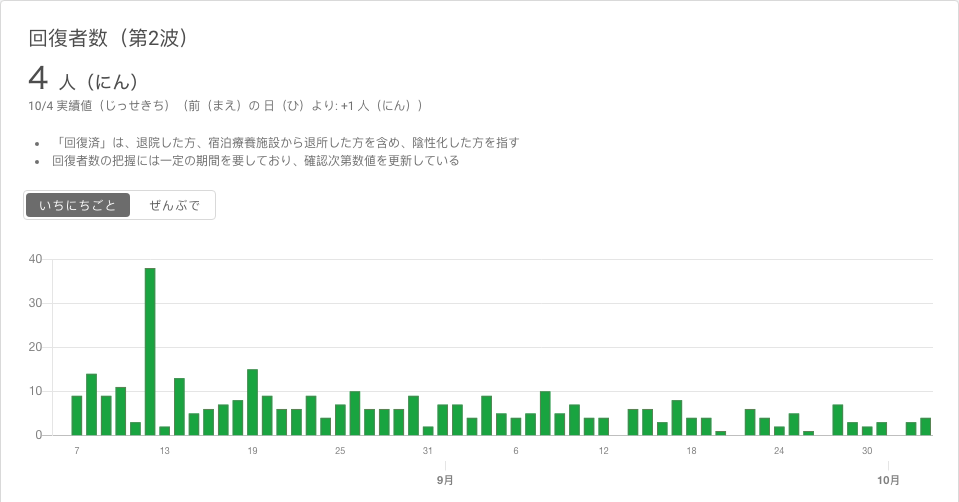 回復者数（第2波）
4 人（にん）
10/4 実績値（じっせきち）（前（まえ）の 日（ひ）より: +1 人（にん））
• 「回復済」は、退院した方、宿泊療養施設から退所した方を含め、陰性化した方を指す
• 回復者数の把握には一定の期間を要しており、確認次第数値を更新している
いちにちごと ぜんぶで
40
30
20
10
0
7 13 19 25 31 6 12 18 24 30
9月 10月